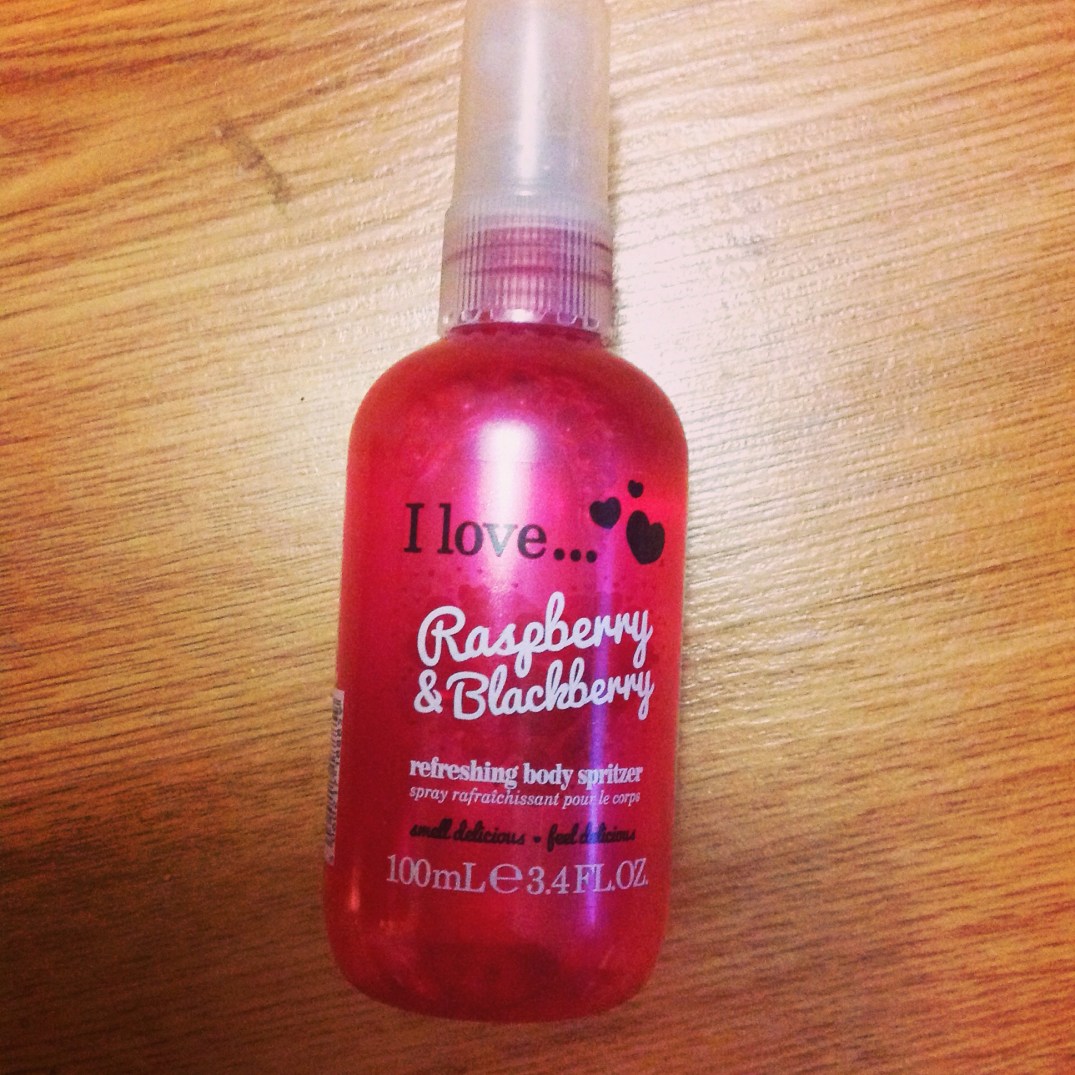 I love...
Raspberry
& Blackberry
refreshing body spritzer
spray rafraîchissant pour le corps
smell delicious • feel delicious
100mL℮3.4FL.OZ.